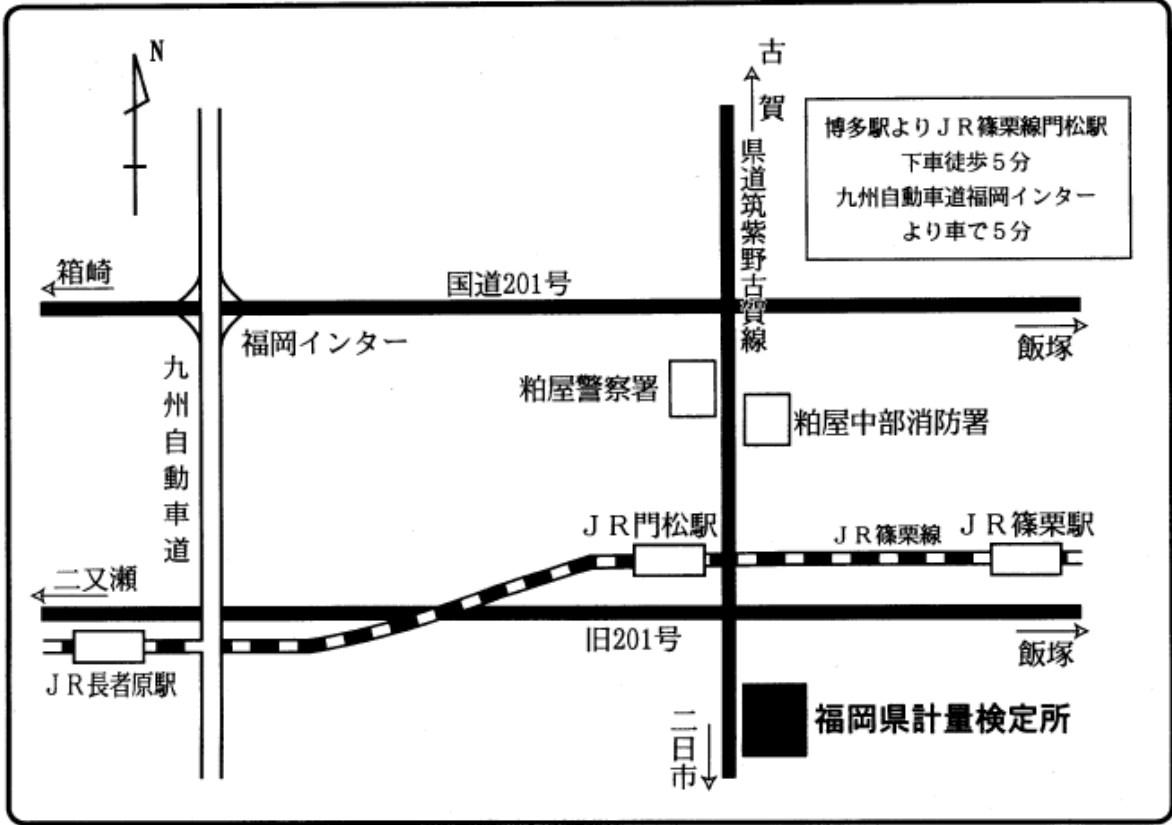 N
古賀
県道筑紫野古賀線
博多駅よりＪＲ篠栗線門松駅
下車徒歩５分
九州自動車道福岡インター
より車で５分
箱崎
国道201号
福岡インター
飯塚
九州自動車道
粕屋警察署
粕屋中部消防署
ＪＲ門松駅
ＪＲ篠栗線
ＪＲ篠栗駅
二又瀬
旧201号
飯塚
ＪＲ長者原駅
二日市
福岡県計量検定所